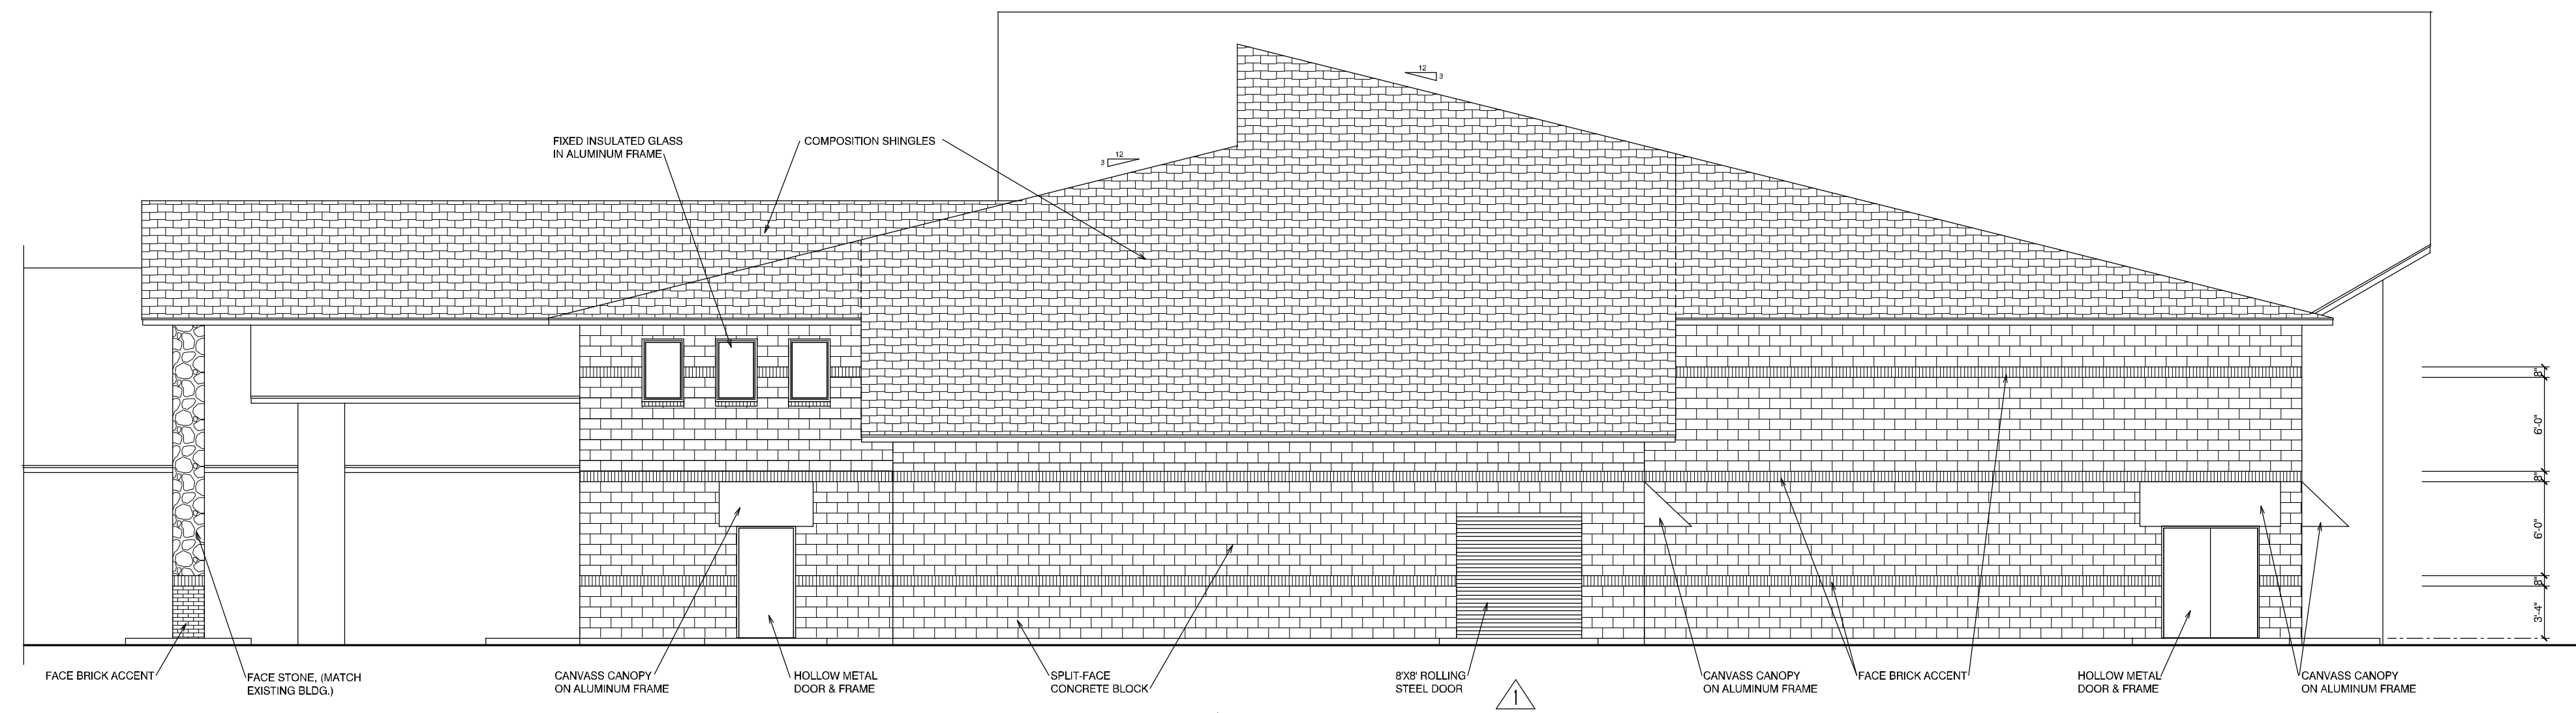 12
3
12
3
FIXED INSULATED GLASS
IN ALUMINUM FRAME
COMPOSITION SHINGLES
8"
6'-0"
8"
6'-0"
8"
3'-4"
FACE BRICK ACCENT
FACE STONE, (MATCH
EXISTING BLDG.)
CANVASS CANOPY
ON ALUMINUM FRAME
HOLLOW METAL
DOOR & FRAME
SPLIT-FACE
CONCRETE BLOCK
8'X8' ROLLING
STEEL DOOR
1
CANVASS CANOPY
ON ALUMINUM FRAME
FACE BRICK ACCENT
HOLLOW METAL
DOOR & FRAME
CANVASS CANOPY
ON ALUMINUM FRAME